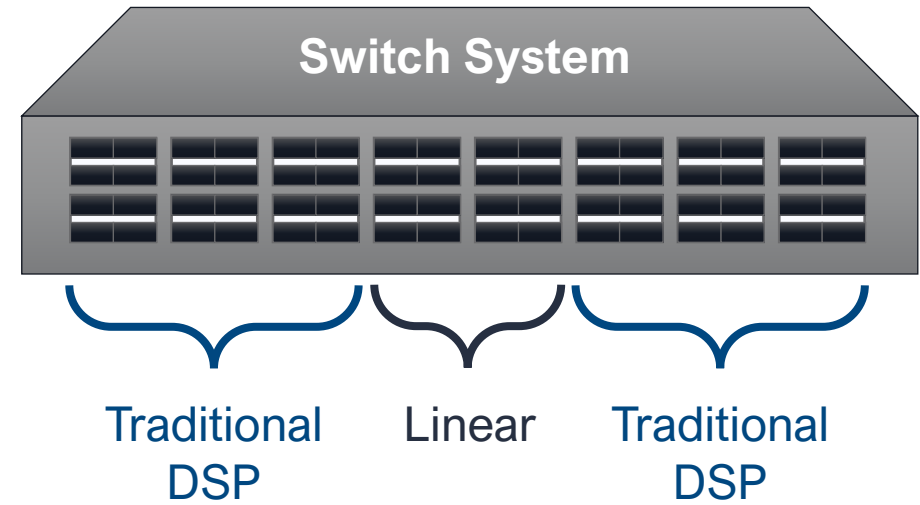 Switch System
Traditional
DSP
Linear
Traditional
DSP